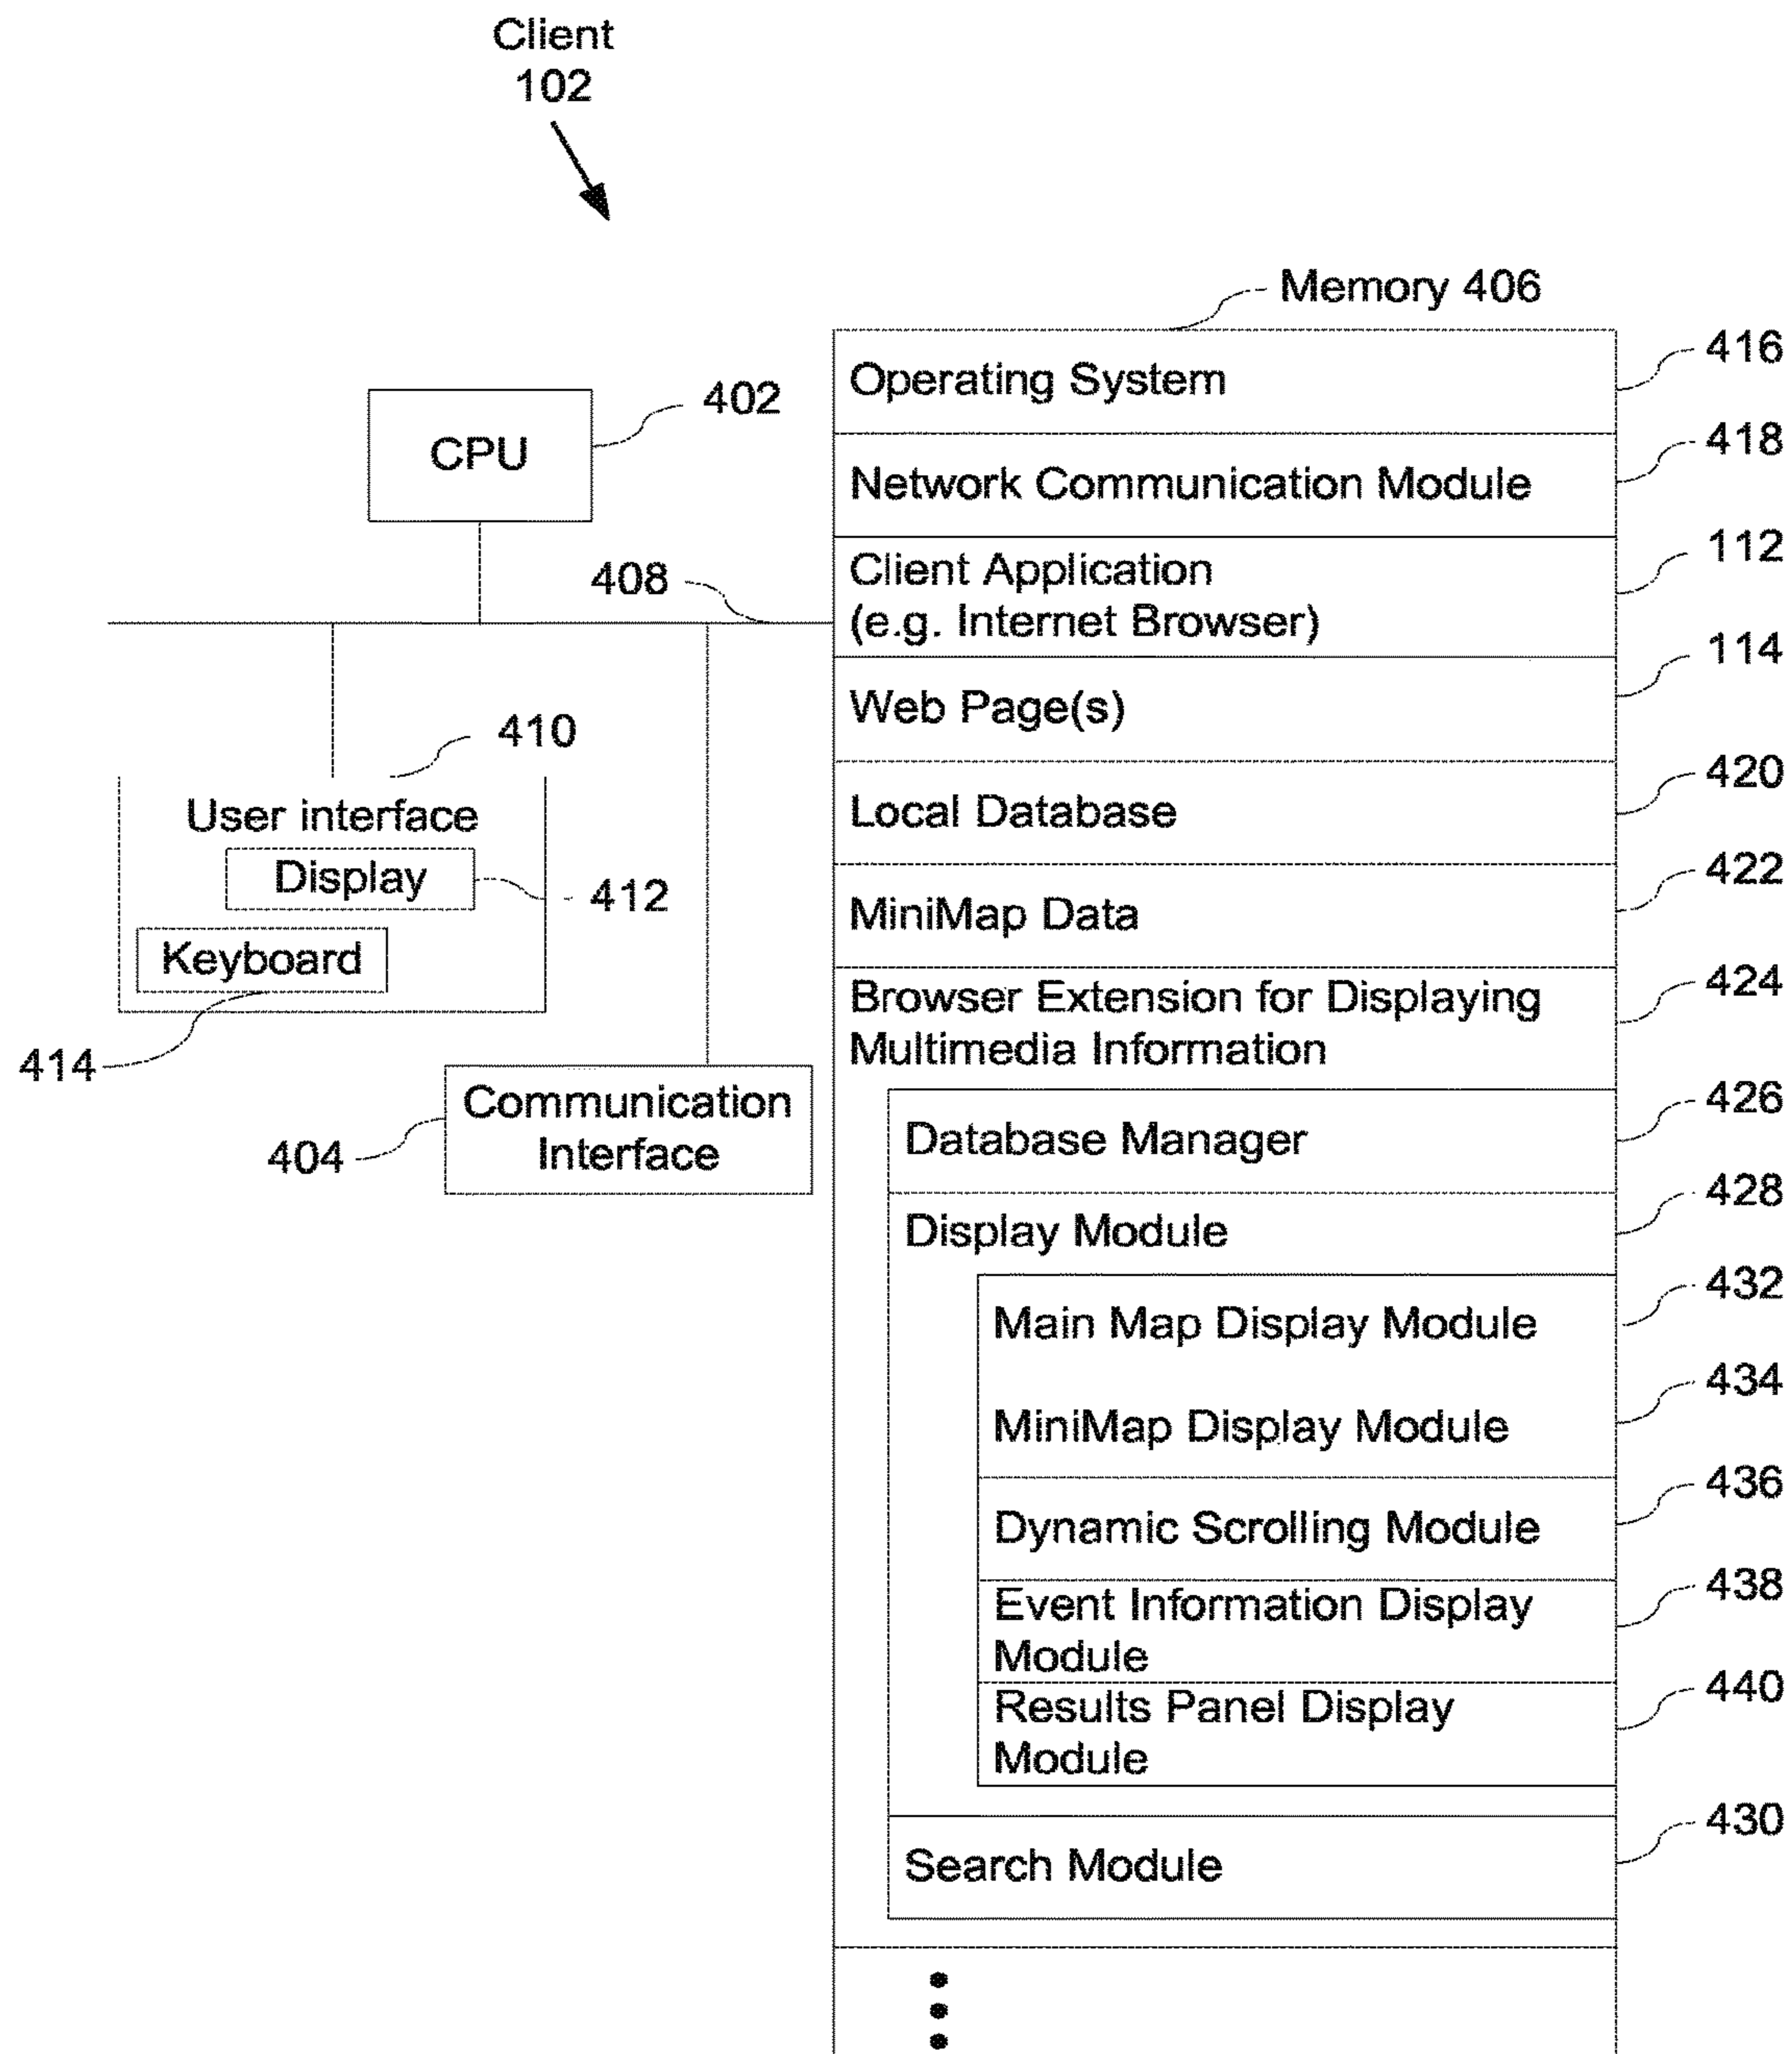 Client
102
Memory 406
Operating System
416
Network Communication Module
418
Client Application
(e.g. Internet Browser)
112
Web Page(s)
114
Local Database
420
MiniMap Data
422
Browser Extension for Displaying
Multimedia Information
424
Database Manager
426
Display Module
428
Main Map Display Module
432
MiniMap Display Module
434
Dynamic Scrolling Module
436
Event Information Display
Module
438
Results Panel Display
Module
440
Search Module
430
CPU
402
408
410
User interface
Display
412
Keyboard
414
Communication
Interface
404